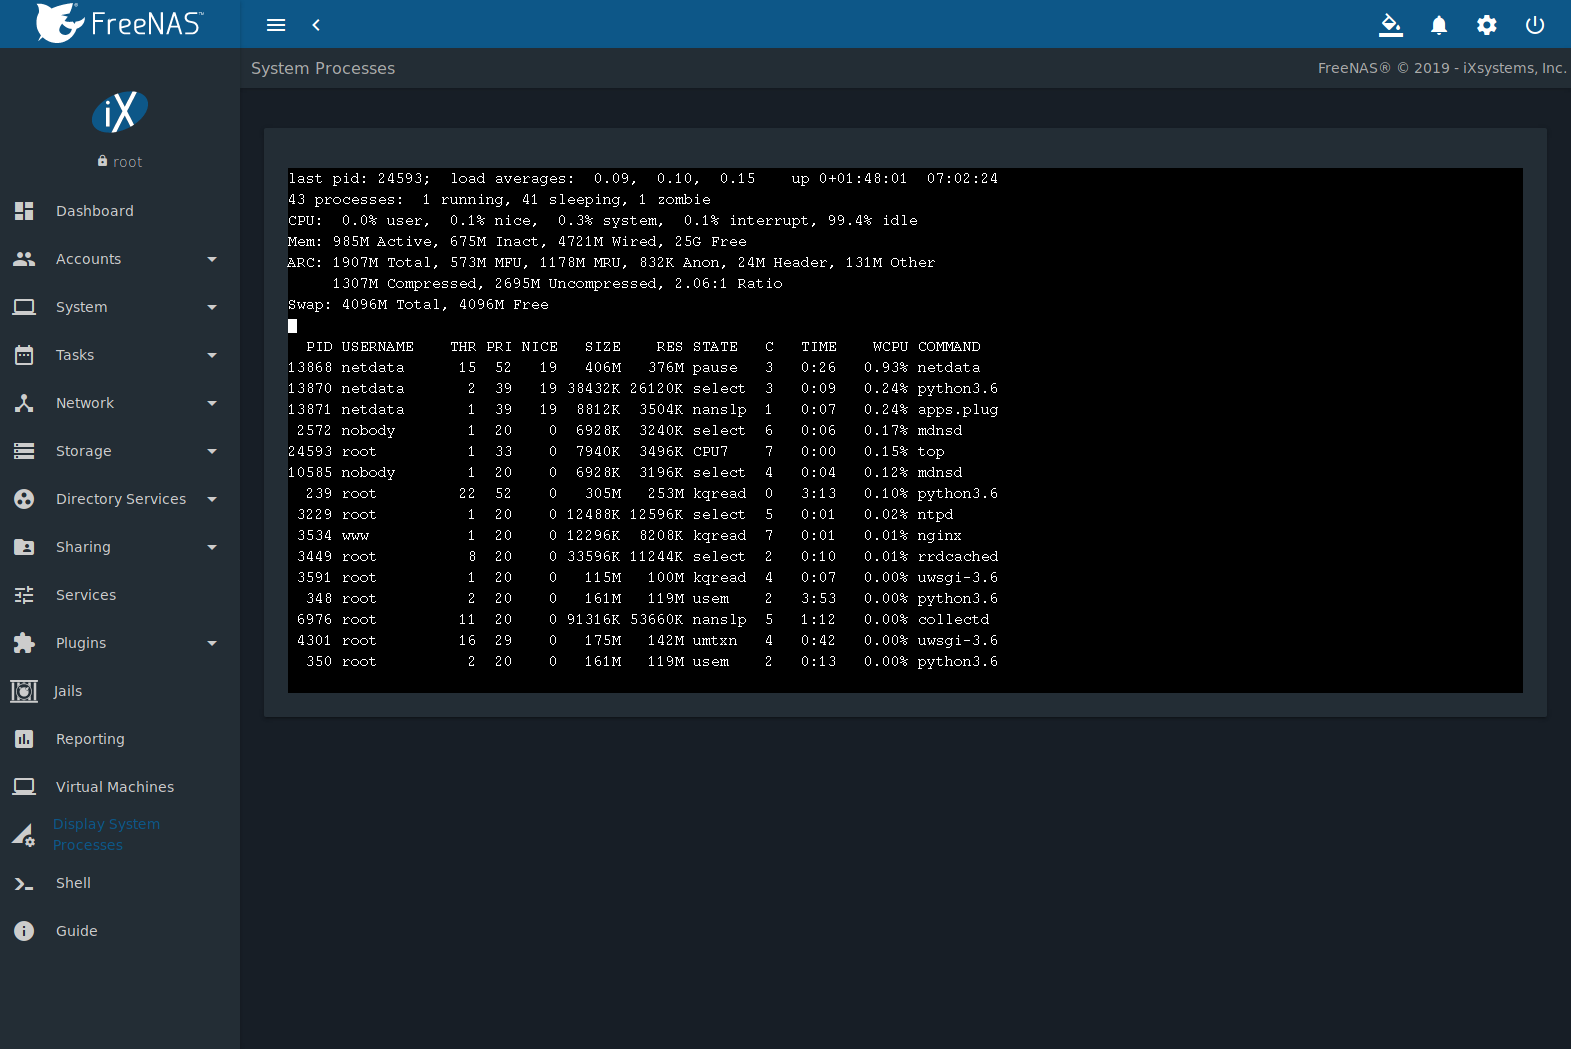 FreeNAS™
System Processes
FreeNAS® © 2019 - iXsystems, Inc.
iX
root
Dashboard
Accounts
System
Tasks
Network
Storage
Directory Services
Sharing
Services
Plugins
Jails
Reporting
Virtual Machines
Display System
Processes
Shell
Guide
last pid: 24593;  load averages:  0.09,  0.10,  0.15    up 0+01:48:01  07:02:24
43 processes:  1 running, 41 sleeping, 1 zombie
CPU:  0.0% user,  0.1% nice,  0.3% system,  0.1% interrupt, 99.4% idle
Mem: 985M Active, 675M Inact, 4721M Wired, 25G Free
ARC: 1907M Total, 573M MFU, 1178M MRU, 832K Anon, 24M Header, 131M Other
     1307M Compressed, 2695M Uncompressed, 2.06:1 Ratio
Swap: 4096M Total, 4096M Free
  PID USERNAME    THR PRI NICE   SIZE    RES STATE   C   TIME    WCPU COMMAND
13868 netdata      15  52   19   406M   376M pause   3   0:26   0.93% netdata
13870 netdata       2  39   19 38432K 26120K select  3   0:09   0.24% python3.6
13871 netdata       1  39   19  8812K  3504K nanslp  1   0:07   0.24% apps.plug
 2572 nobody        1  20    0  6928K  3240K select  6   0:06   0.17% mdnsd
24593 root          1  33    0  7940K  3496K CPU7    7   0:00   0.15% top
10585 nobody        1  20    0  6928K  3196K select  4   0:04   0.12% mdnsd
  239 root         22  52    0   305M   253M kqread  0   3:13   0.10% python3.6
 3229 root          1  20    0 12488K 12596K select  5   0:01   0.02% ntpd
 3534 www           1  20    0 12296K  8208K kqread  7   0:01   0.01% nginx
 3449 root          8  20    0 33596K 11244K select  2   0:10   0.01% rrdcached
 3591 root          1  20    0   115M   100M kqread  4   0:07   0.00% uwsgi-3.6
  348 root          2  20    0   161M   119M usem    2   3:53   0.00% python3.6
 6976 root         11  20    0 91316K 53660K nanslp  5   1:12   0.00% collectd
 4301 root         16  29    0   175M   142M umtxn   4   0:42   0.00% uwsgi-3.6
  350 root          2  20    0   161M   119M usem    2   0:13   0.00% python3.6